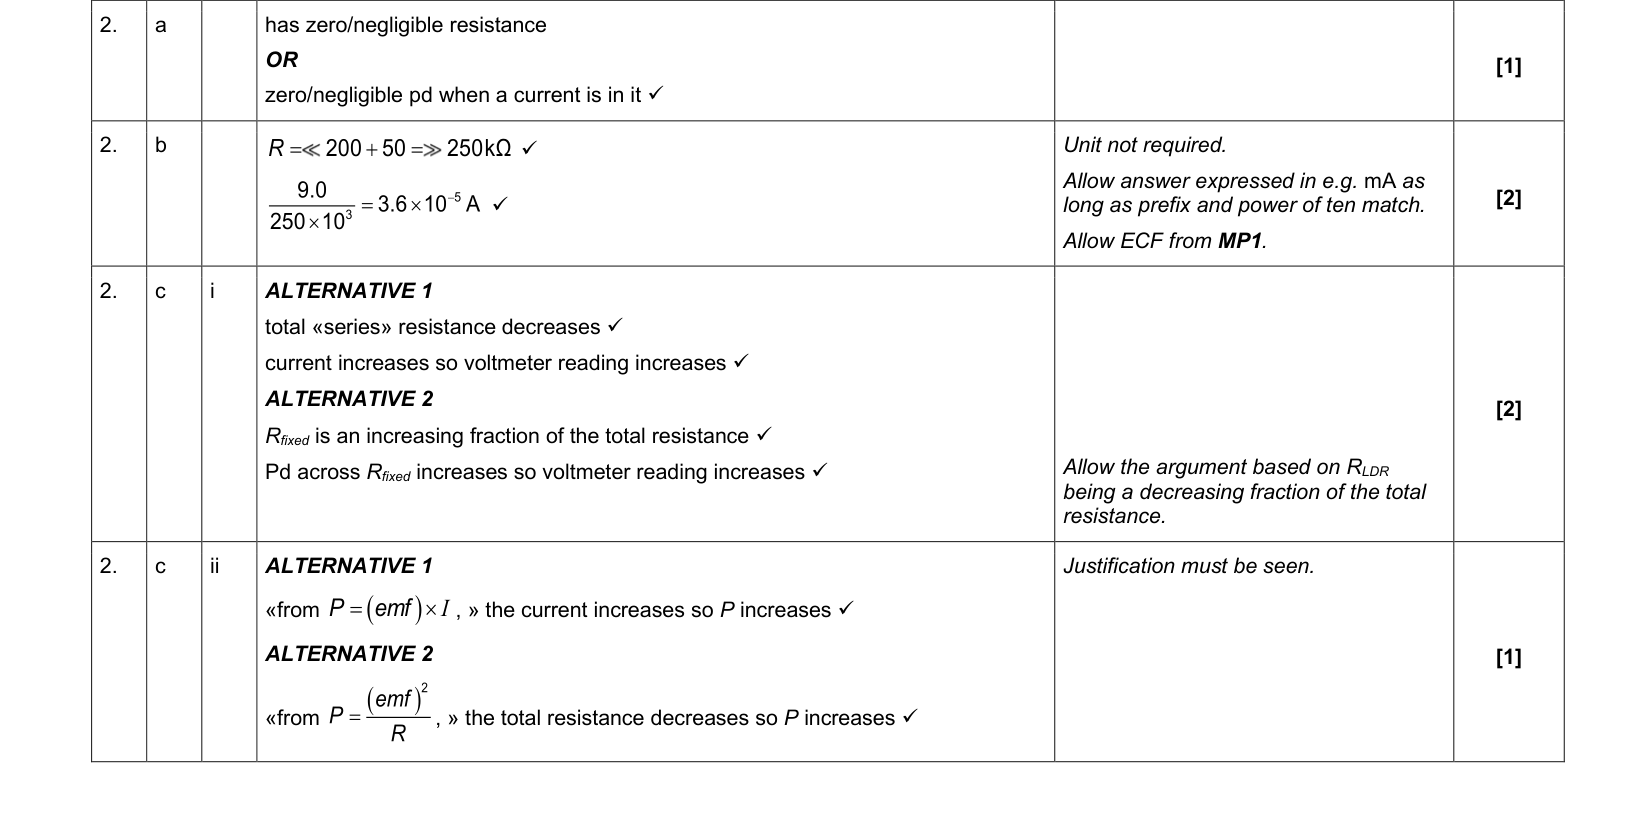 2. a has zero/negligible resistance
OR
[1]
zero/negligible pd when a current is in it ✓
2. b R =≪ 200 + 50 =≫ 250kΩ ✓ Unit not required.
9.0 / 250×10³ = 3.6×10⁻⁵ A ✓ Allow answer expressed in e.g. mA as
long as prefix and power of ten match.
[2]
Allow ECF from MP1.
2. c i ALTERNATIVE 1
total «series» resistance decreases ✓
current increases so voltmeter reading increases ✓
ALTERNATIVE 2
[2]
Rfixed is an increasing fraction of the total resistance ✓
Pd across Rfixed increases so voltmeter reading increases ✓ Allow the argument based on RLDR
being a decreasing fraction of the total
resistance.
2. c ii ALTERNATIVE 1 Justification must be seen.
«from P = (emf) × I , » the current increases so P increases ✓
ALTERNATIVE 2
[1]
«from P = (emf)² / R , » the total resistance decreases so P increases ✓